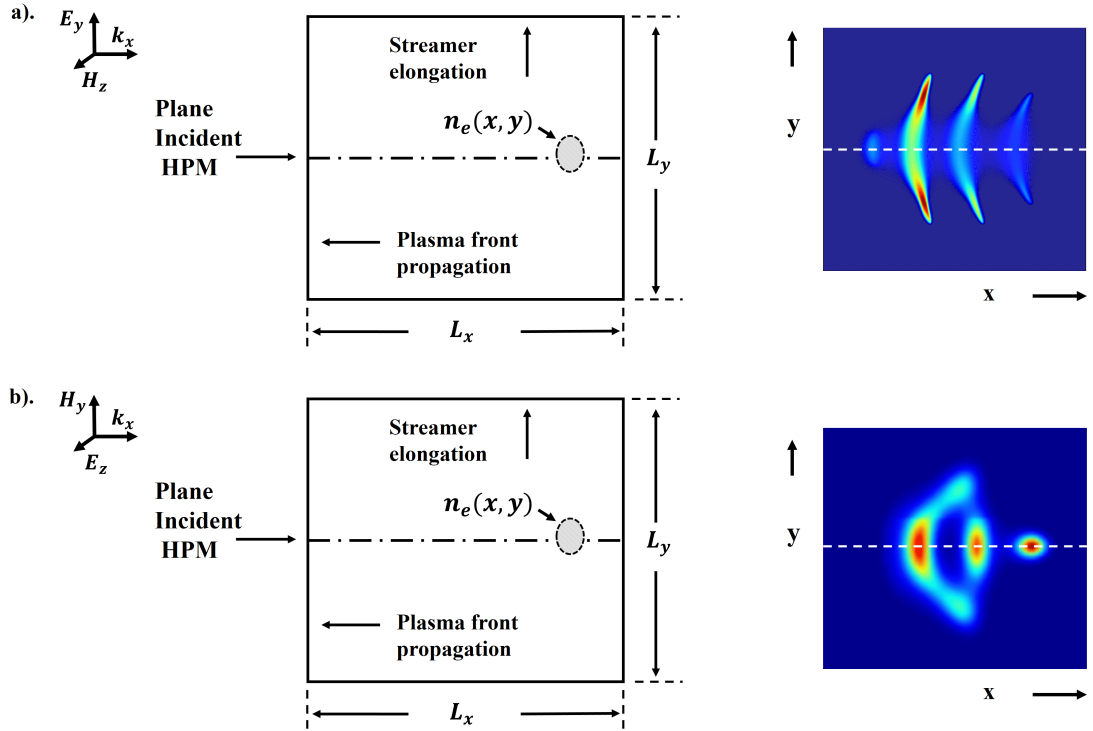 a).
E_y
k_x
H_z
Plane
Incident
HPM
Streamer
elongation
n_e(x, y)
L_y
Plasma front
propagation
L_x
y
x
b).
H_y
k_x
E_z
Plane
Incident
HPM
Streamer
elongation
n_e(x, y)
L_y
Plasma front
propagation
L_x
y
x